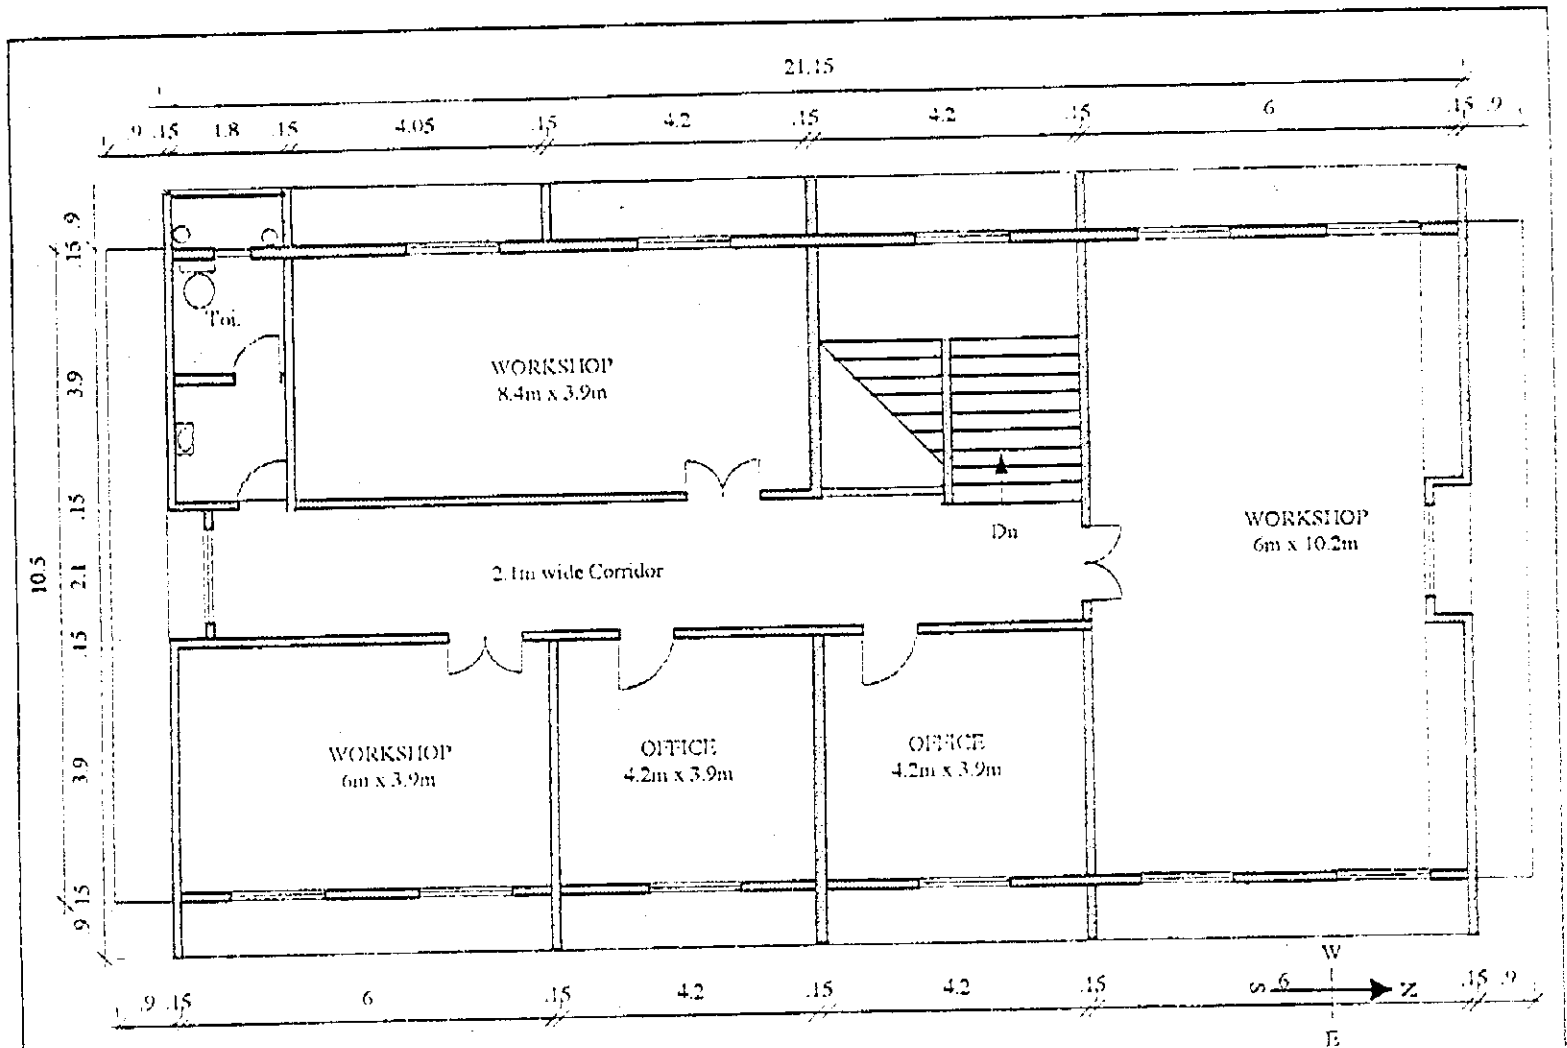 21.15
.9 .15 1.8 .15 4.05 .15 4.2 .15 4.2 .15 6 .15 .9
.9
.15
3.9
.15
2.1
.15
3.9
.15
.9
10.5
Toi.
WORKSHOP
8.4m x 3.9m
Dn
WORKSHOP
6m x 10.2m
2.1m wide Corridor
WORKSHOP
6m x 3.9m
OFFICE
4.2m x 3.9m
OFFICE
4.2m x 3.9m
W
S N
E
.9 .15 6 .15 4.2 .15 4.2 .15 6 .15 .9